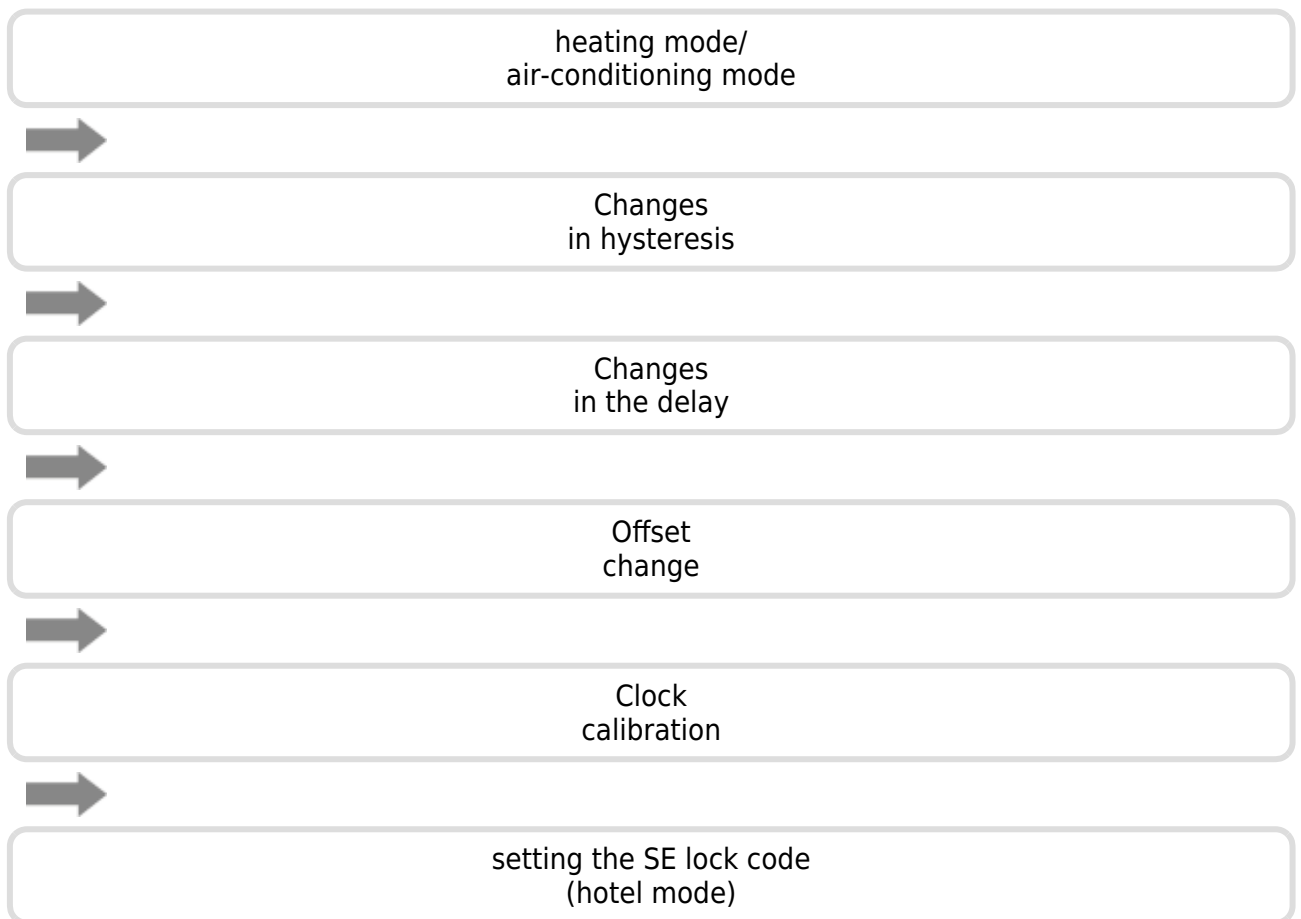 heating mode/
air-conditioning mode
Changes
in hysteresis
Changes
in the delay
Offset
change
Clock
calibration
setting the SE lock code
(hotel mode)